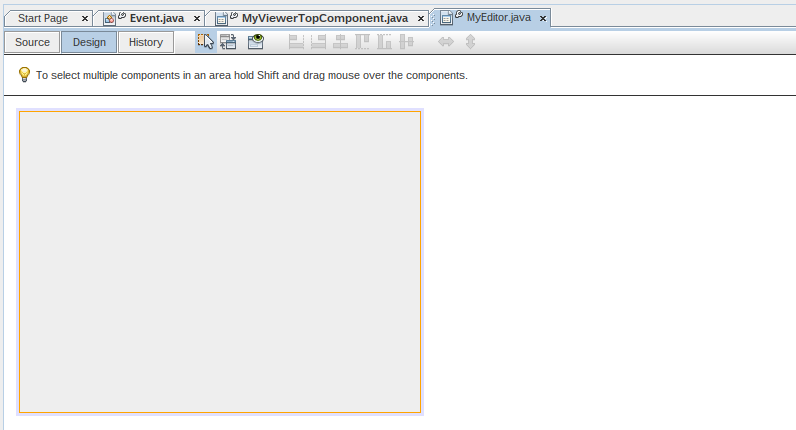 Start Page Event.java MyViewerTopComponent.java MyEditor.java
Source Design History
To select multiple components in an area hold Shift and drag mouse over the components.